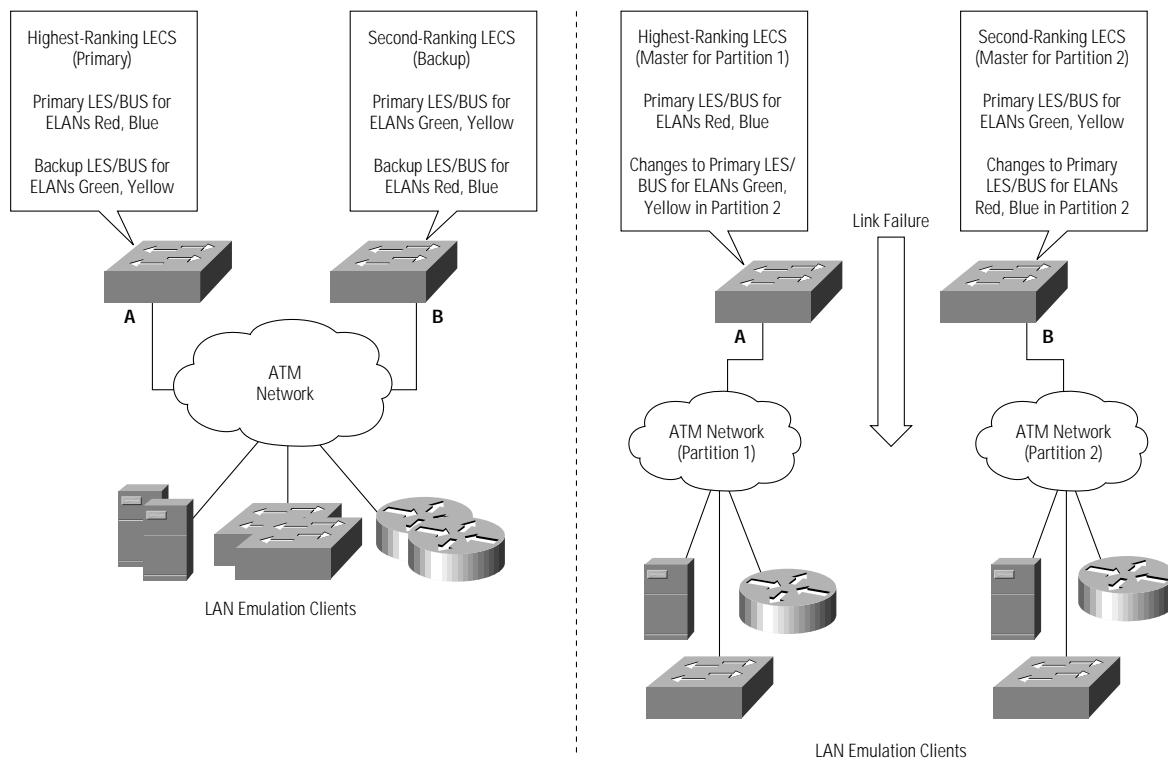 Highest-Ranking LECS
(Primary)
Primary LES/BUS for
ELANs Red, Blue
Backup LES/BUS for
ELANs Green, Yellow
Second-Ranking LECS
(Backup)
Primary LES/BUS for
ELANs Green, Yellow
Backup LES/BUS for
ELANs Red, Blue
A
B
ATM
Network
LAN Emulation Clients
Highest-Ranking LECS
(Master for Partition 1)
Primary LES/BUS for
ELANs Red, Blue
Changes to Primary LES/
BUS for ELANs Green,
Yellow in Partition 2
Second-Ranking LECS
(Master for Partition 2)
Primary LES/BUS for
ELANs Green, Yellow
Changes to Primary
LES/BUS for ELANs
Red, Blue in Partition 2
Link Failure
A
B
ATM Network
(Partition 1)
ATM Network
(Partition 2)
LAN Emulation Clients